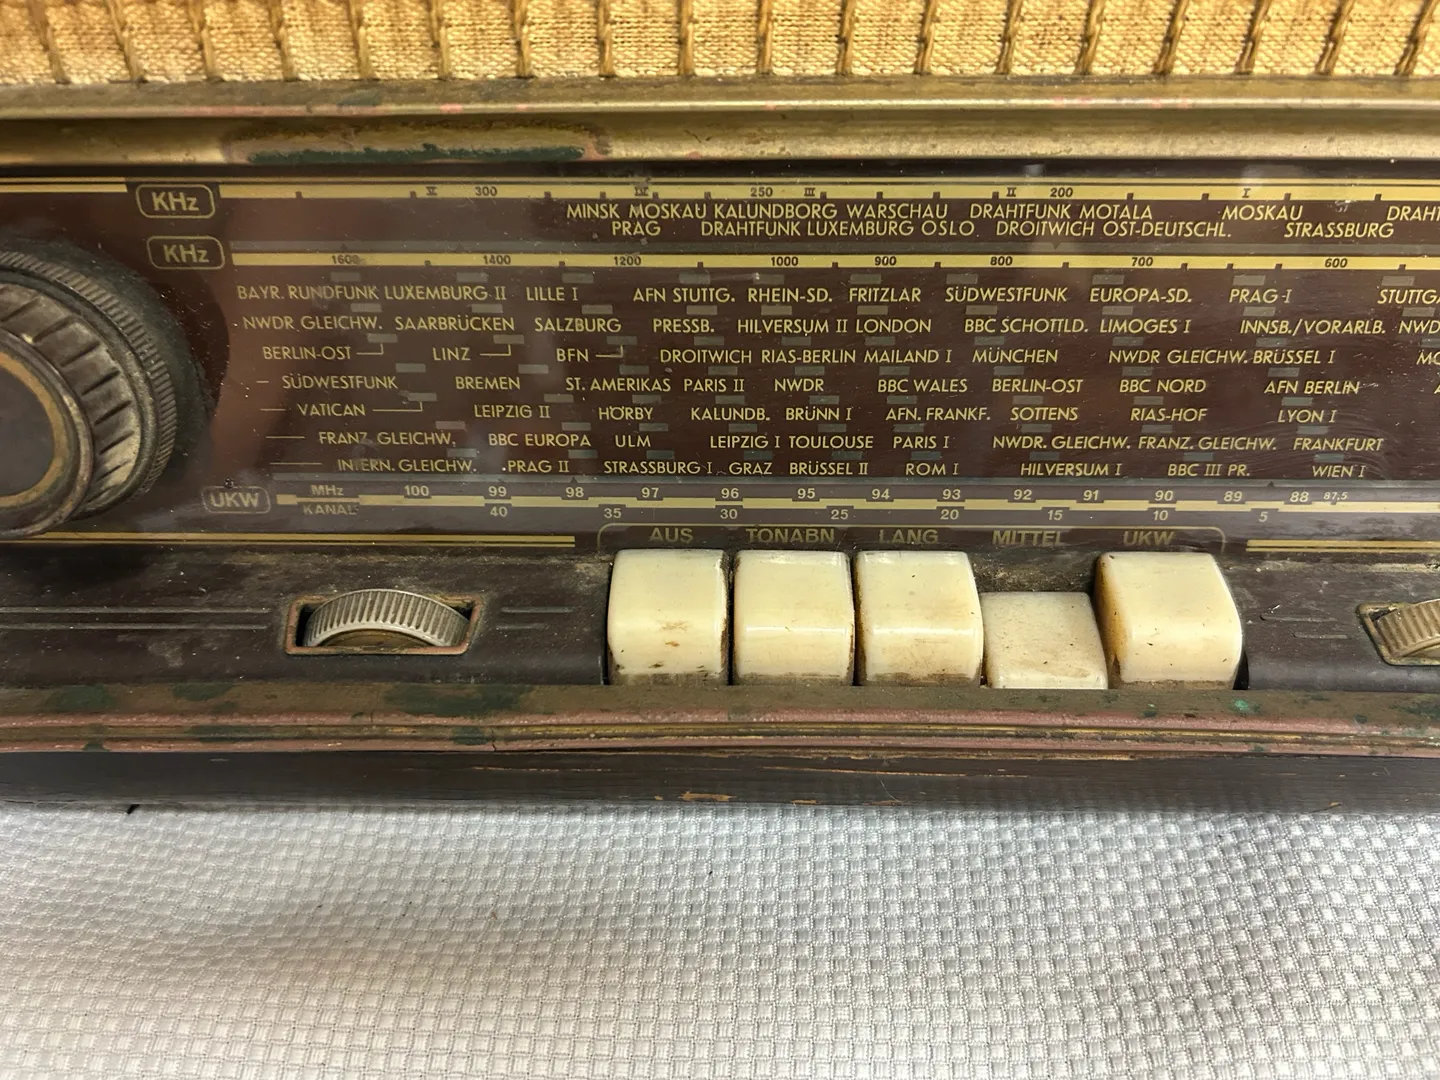 KHz V 300 IV 250 III II 200 I
MINSK MOSKAU KALUNDBORG WARSCHAU DRAHTFUNK MOTALA MOSKAU
PRAG DRAHTFUNK LUXEMBURG OSLO DROITWICH OST-DEUTSCHL. STRASSBURG
KHz 1600 1400 1200 1000 900 800 700 600
BAYR. RUNDFUNK LUXEMBURG II LILLE I AFN STUTTG. RHEIN-SD. FRITZLAR SÜDWESTFUNK EUROPA-SD. PRAG-I
NWDR GLEICHW. SAARBRÜCKEN SALZBURG PRESSB. HILVERSUM II LONDON BBC SCHOTTLD. LIMOGES I INNSB./VORARLB.
BERLIN-OST LINZ BFN DROITWICH RIAS-BERLIN MAILAND I MÜNCHEN NWDR GLEICHW. BRÜSSEL I
– SÜDWESTFUNK BREMEN ST. AMERIKAS PARIS II NWDR BBC WALES BERLIN-OST BBC NORD AFN BERLIN
— VATICAN LEIPZIG II HÖRBY KALUNDB. BRÜNN I AFN. FRANKF. SOTTENS RIAS-HOF LYON I
— FRANZ. GLEICHW. BBC EUROPA ULM LEIPZIG I TOULOUSE PARIS I NWDR. GLEICHW. FRANZ. GLEICHW. FRANKFURT
— INTERN. GLEICHW. PRAG II STRASSBURG I GRAZ BRÜSSEL II ROM I HILVERSUM I BBC III PR. WIEN I
UKW MHz 100 99 98 97 96 95 94 93 92 91 90 89 88 87,5
KANAL 40 35 30 25 20 15 10 5
AUS TONABN LANG MITTEL UKW